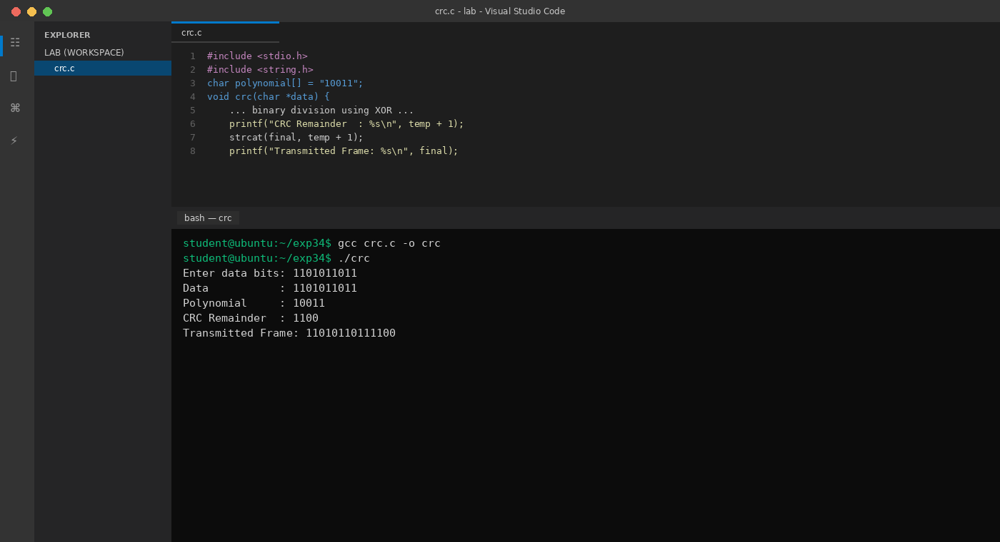 crc.c - lab - Visual Studio Code
EXPLORER
LAB (WORKSPACE)
crc.c
crc.c
1 #include <stdio.h>
2 #include <string.h>
3 char polynomial[] = "10011";
4 void crc(char *data) {
5     ... binary division using XOR ...
6     printf("CRC Remainder  : %s\n", temp + 1);
7     strcat(final, temp + 1);
8     printf("Transmitted Frame: %s\n", final);
bash — crc
student@ubuntu:~/exp34$ gcc crc.c -o crc
student@ubuntu:~/exp34$ ./crc
Enter data bits: 1101011011
Data           : 1101011011
Polynomial     : 10011
CRC Remainder  : 1100
Transmitted Frame: 11010110111100